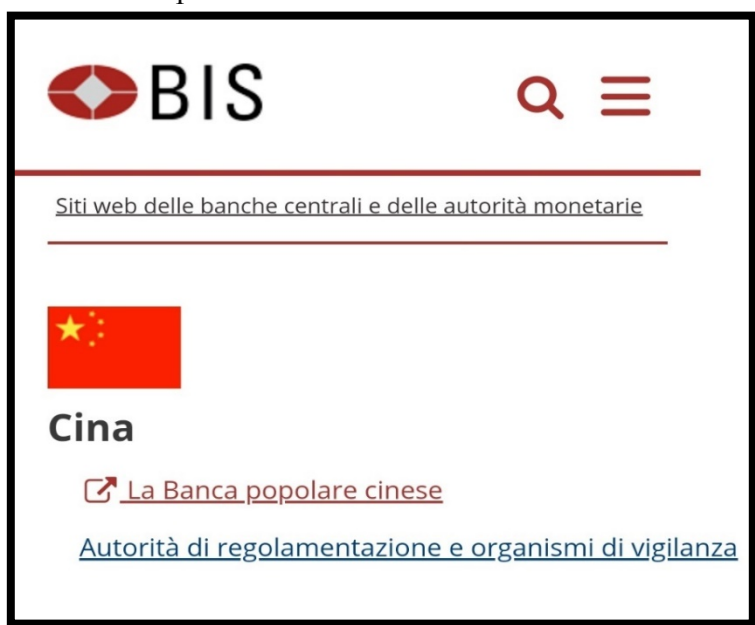 BIS
Siti web delle banche centrali e delle autorità monetarie
Cina
La Banca popolare cinese
Autorità di regolamentazione e organismi di vigilanza